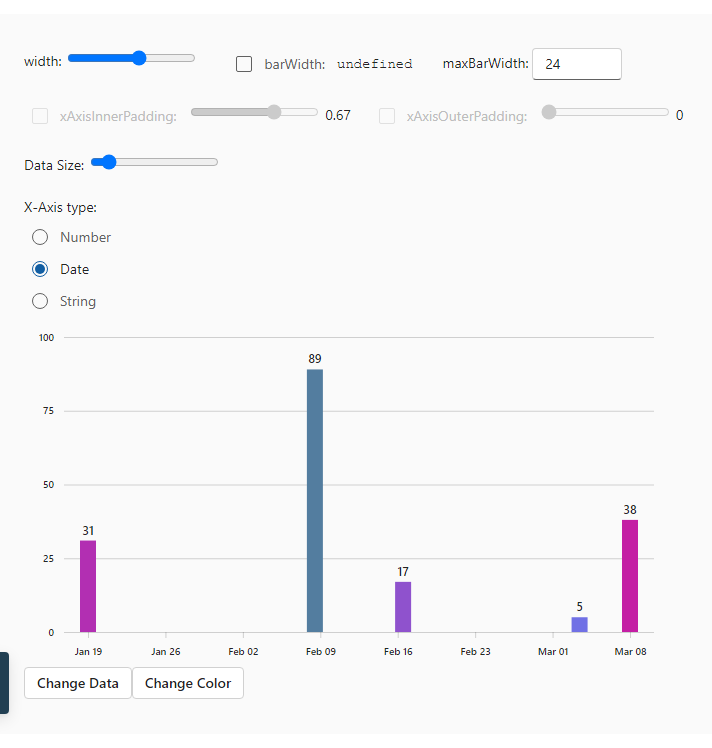 width: barWidth: undefined maxBarWidth: 24
xAxisInnerPadding: 0.67 xAxisOuterPadding: 0
Data Size:
X-Axis type:
Number
Date
String
100
89
75
50
38
31
25
17
5
0
Jan 19 Jan 26 Feb 02 Feb 09 Feb 16 Feb 23 Mar 01 Mar 08
Change Data Change Color